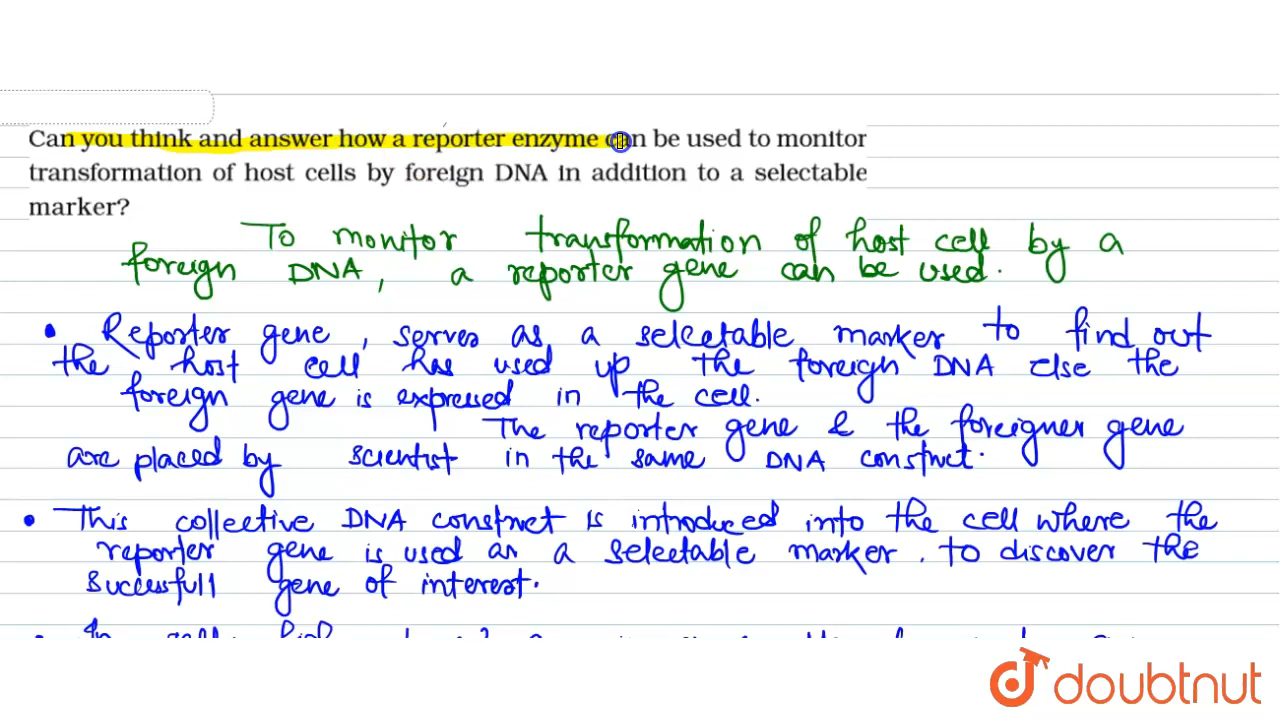 Can you think and answer how a reporter enzyme can be used to monitor
transformation of host cells by foreign DNA in addition to a selectable
marker?
To monitor transformation of host cell by a
foreign DNA, a reporter gene can be used.
• Reporter gene, serves as a selectable marker to find out
the host cell has used up the foreign DNA else the
foreign gene is expressed in the cell.
The reporter gene & the foreigner gene
are placed by scientist in the same DNA construct.
• This collective DNA construct is introduced into the cell where the
reporter gene is used as a selectable marker. to discover the
successfull gene of interest.
doubtnut